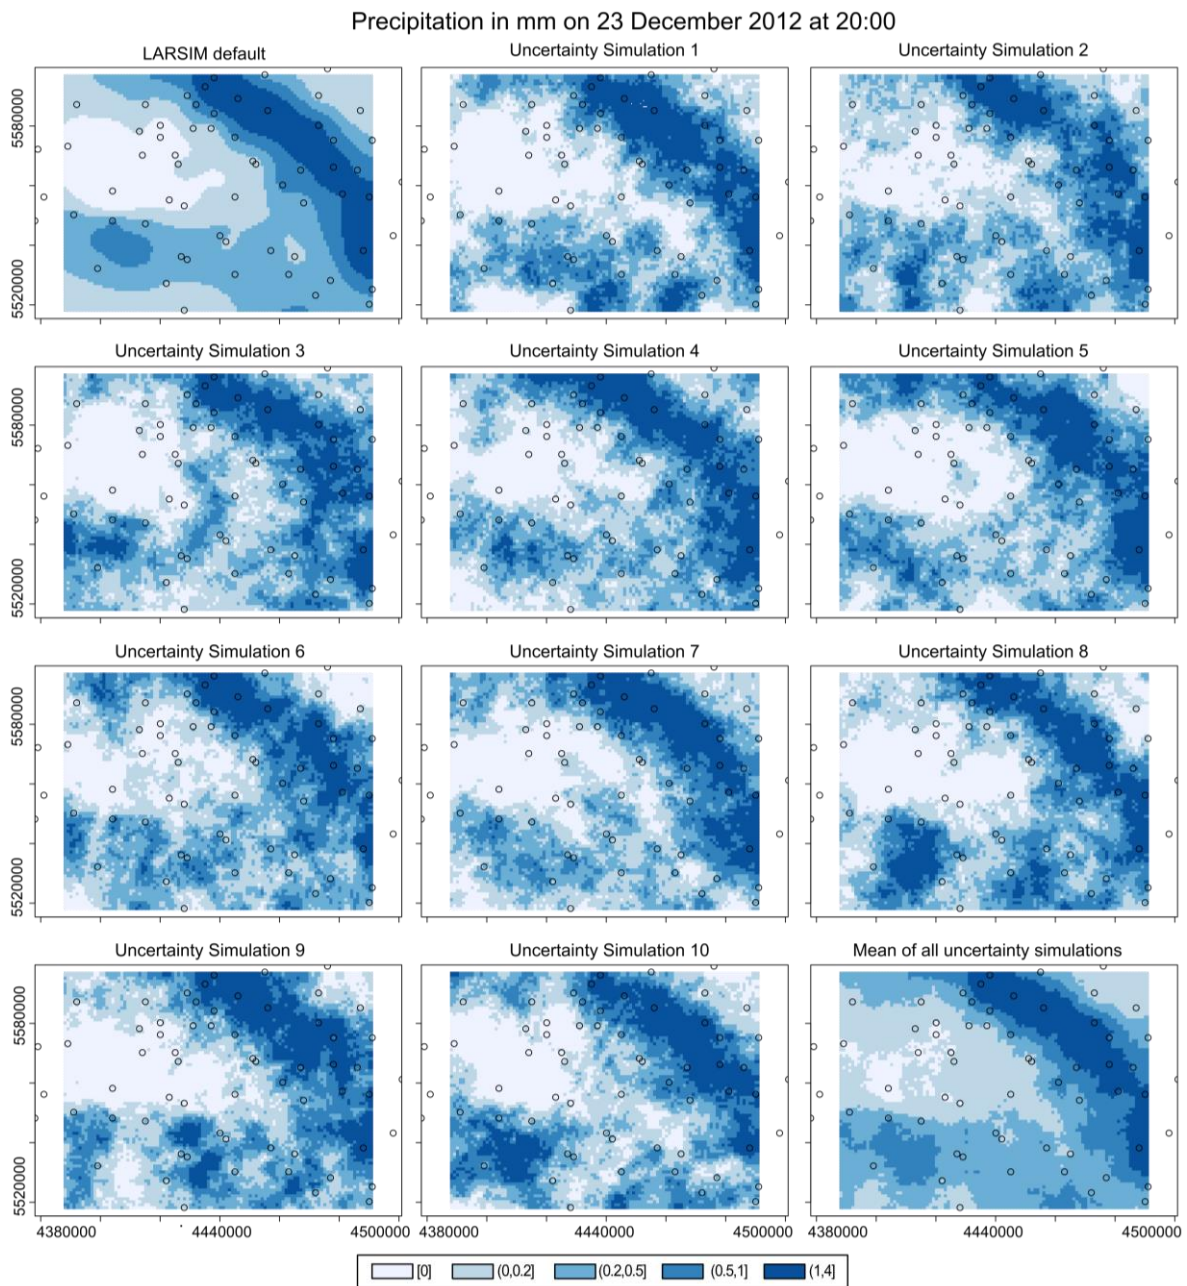 Precipitation in mm on 23 December 2012 at 20:00
LARSIM default
Uncertainty Simulation 1
Uncertainty Simulation 2
5580000
5520000
Uncertainty Simulation 3
Uncertainty Simulation 4
Uncertainty Simulation 5
5580000
5520000
Uncertainty Simulation 6
Uncertainty Simulation 7
Uncertainty Simulation 8
5580000
5520000
Uncertainty Simulation 9
Uncertainty Simulation 10
Mean of all uncertainty simulations
5580000
5520000
4380000 4440000 4500000 4380000 4440000 4500000 4380000 4440000 4500000
[0] (0,0.2] (0.2,0.5] (0.5,1] (1,4]